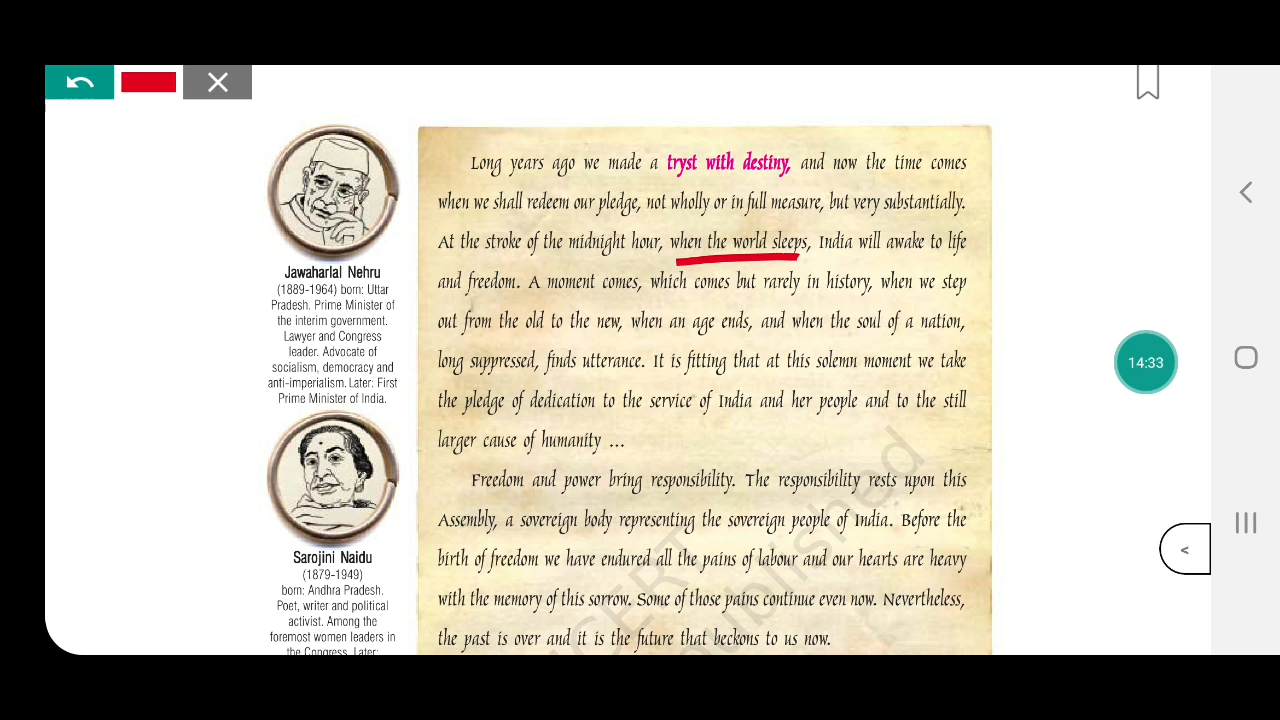 Long years ago we made a tryst with destiny, and now the time comes
when we shall redeem our pledge, not wholly or in full measure, but very substantially.
At the stroke of the midnight hour, when the world sleeps, India will awake to life
and freedom. A moment comes, which comes but rarely in history, when we step
out from the old to the new, when an age ends, and when the soul of a nation,
long suppressed, finds utterance. It is fitting that at this solemn moment we take
the pledge of dedication to the service of India and her people and to the still
larger cause of humanity ...
Freedom and power bring responsibility. The responsibility rests upon this
Assembly, a sovereign body representing the sovereign people of India. Before the
birth of freedom we have endured all the pains of labour and our hearts are heavy
with the memory of this sorrow. Some of those pains continue even now. Nevertheless,
the past is over and it is the future that beckons to us now.
Jawaharlal Nehru
(1889-1964) born: Uttar
Pradesh. Prime Minister of
the interim government.
Lawyer and Congress
leader. Advocate of
socialism, democracy and
anti-imperialism. Later: First
Prime Minister of India.
Sarojini Naidu
(1879-1949)
born: Andhra Pradesh.
Poet, writer and political
activist. Among the
foremost women leaders in
the Congress. Later:
14:33
<
NCERT
published